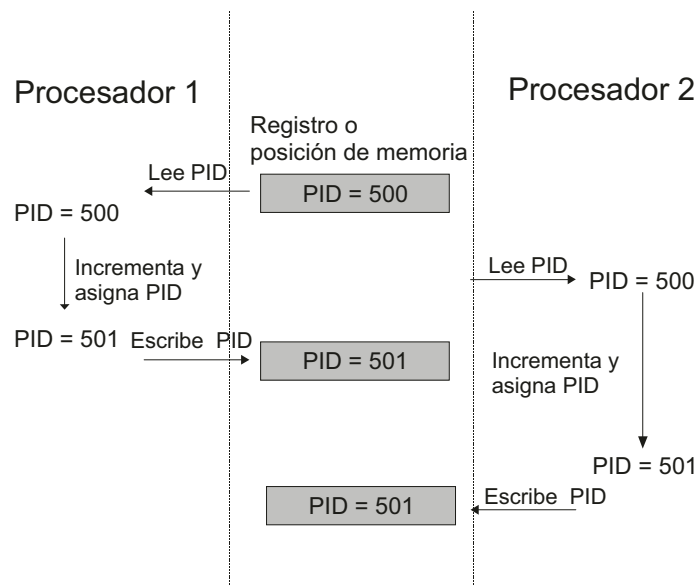 Procesador 1
Procesador 2
Registro o
posición de memoria
Lee PID
PID = 500
PID = 500
Lee PID
PID = 500
Incrementa y
asigna PID
PID = 501
Escribe PID
PID = 501
Incrementa y
asigna PID
PID = 501
PID = 501
Escribe PID